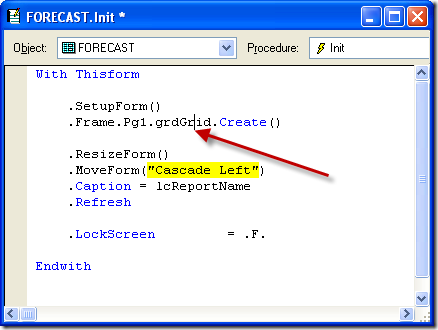 FORECAST.Init *
Object: FORECAST Procedure: Init
With Thisform
.SetupForm()
.Frame.Pg1.grdGrid.Create()
.ResizeForm()
.MoveForm("Cascade Left")
.Caption = lcReportName
.Refresh
.LockScreen = .F.
Endwith